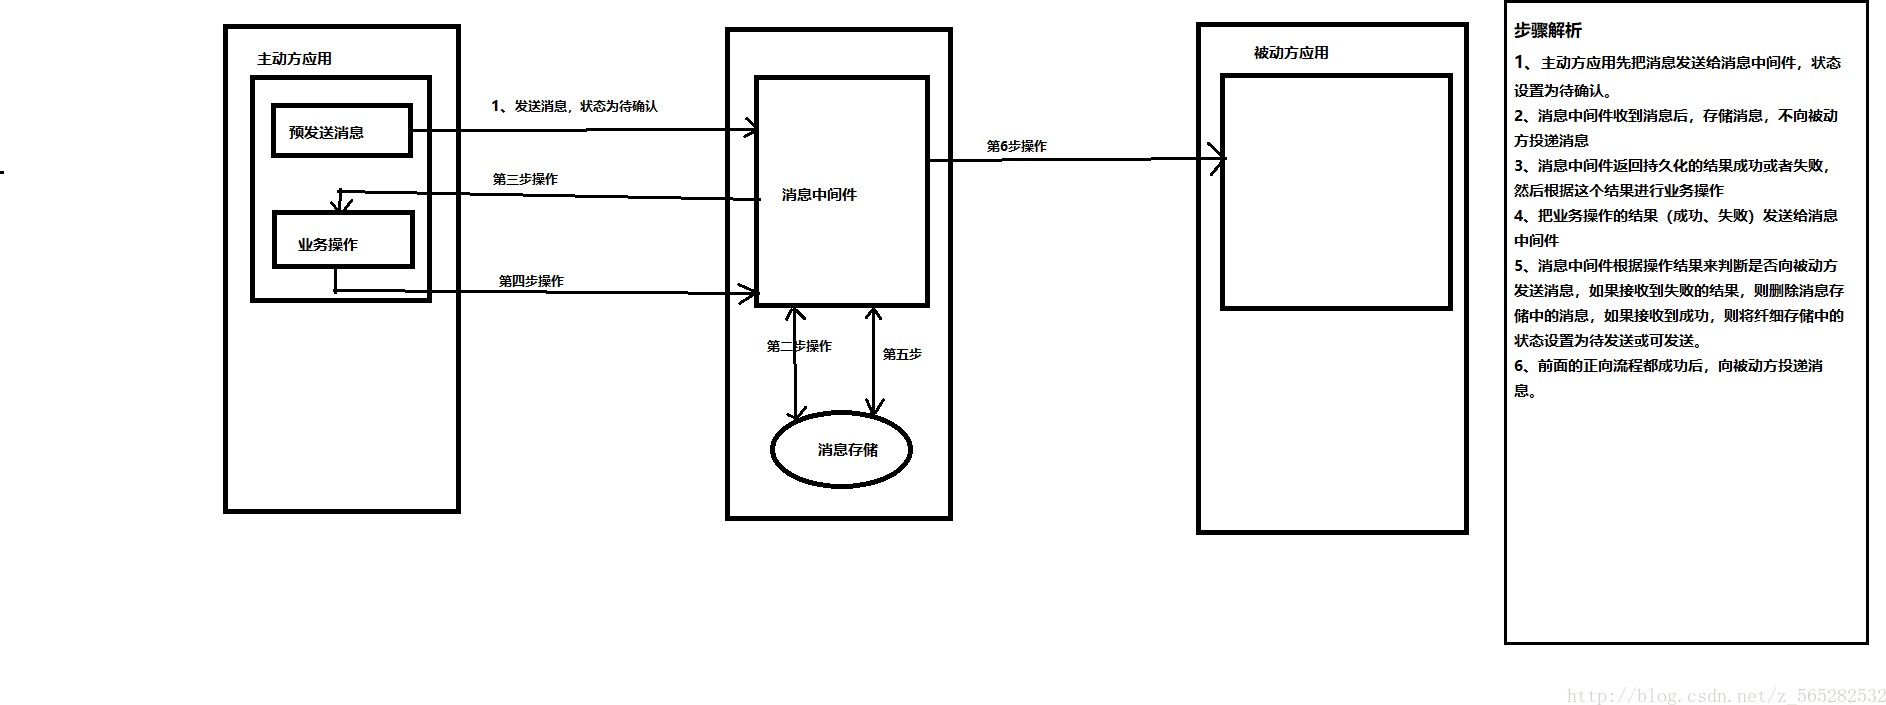 主动方应用
预发送消息
业务操作
1、发送消息，状态为待确认
第三步操作
第四步操作
消息中间件
第二步操作
第五步
消息存储
第6步操作
被动方应用
步骤解析
1、主动方应用先把消息发送给消息中间件，状态
设置为待确认。
2、消息中间件收到消息后，存储消息，不向被动
方投递消息
3、消息中间件返回持久化的结果成功或者失败，
然后根据这个结果进行业务操作
4、把业务操作的结果（成功、失败）发送给消息
中间件
5、消息中间件根据操作结果来判断是否向被动方
发送消息，如果接收到失败的结果，则删除消息存
储中的消息，如果接收到成功，则将纤细存储中的
状态设置为待发送或可发送。
6、前面的正向流程都成功后，向被动方投递消
息。
http://blog.csdn.net/z_565282532